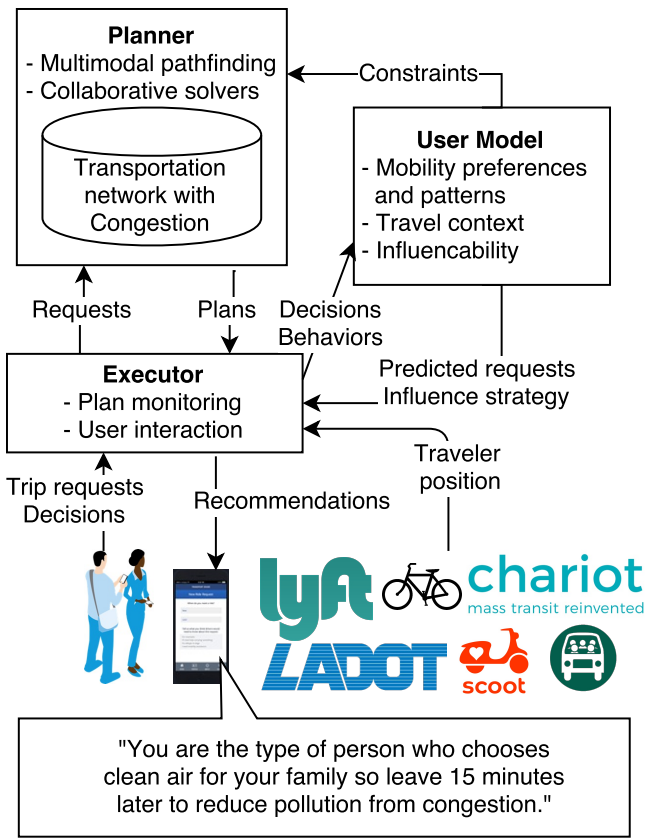 Planner
- Multimodal pathfinding
- Collaborative solvers
Transportation
network with
Congestion
Constraints
User Model
- Mobility preferences
and patterns
- Travel context
- Influencability
Requests
Plans
Decisions
Behaviors
Predicted requests
Influence strategy
Executor
- Plan monitoring
- User interaction
Traveler
position
Trip requests
Decisions
Recommendations
lyft
chariot
mass transit reinvented
LADOT
scoot
"You are the type of person who chooses
clean air for your family so leave 15 minutes
later to reduce pollution from congestion."